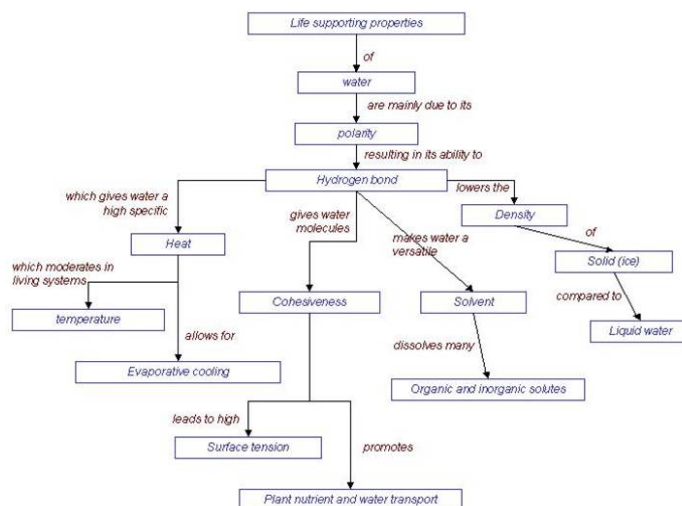 Life supporting properties
of
water
are mainly due to its
polarity
resulting in its ability to
Hydrogen bond
which gives water a
high specific
Heat
which moderates in
living systems
temperature
allows for
Evaporative cooling
gives water
molecules
Cohesiveness
leads to high
Surface tension
promotes
Plant nutrient and water transport
makes water a
versatile
Solvent
dissolves many
Organic and inorganic solutes
lowers the
Density
of
Solid (ice)
compared to
Liquid water